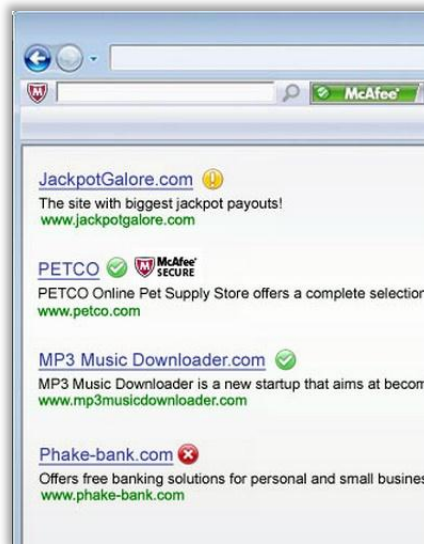 McAfee
JackpotGalore.com
The site with biggest jackpot payouts!
www.jackpotgalore.com
PETCO McAfee SECURE
PETCO Online Pet Supply Store offers a complete selection
www.petco.com
MP3 Music Downloader.com
MP3 Music Downloader is a new startup that aims at becom
www.mp3musicdownloader.com
Phake-bank.com
Offers free banking solutions for personal and small busines
www.phake-bank.com